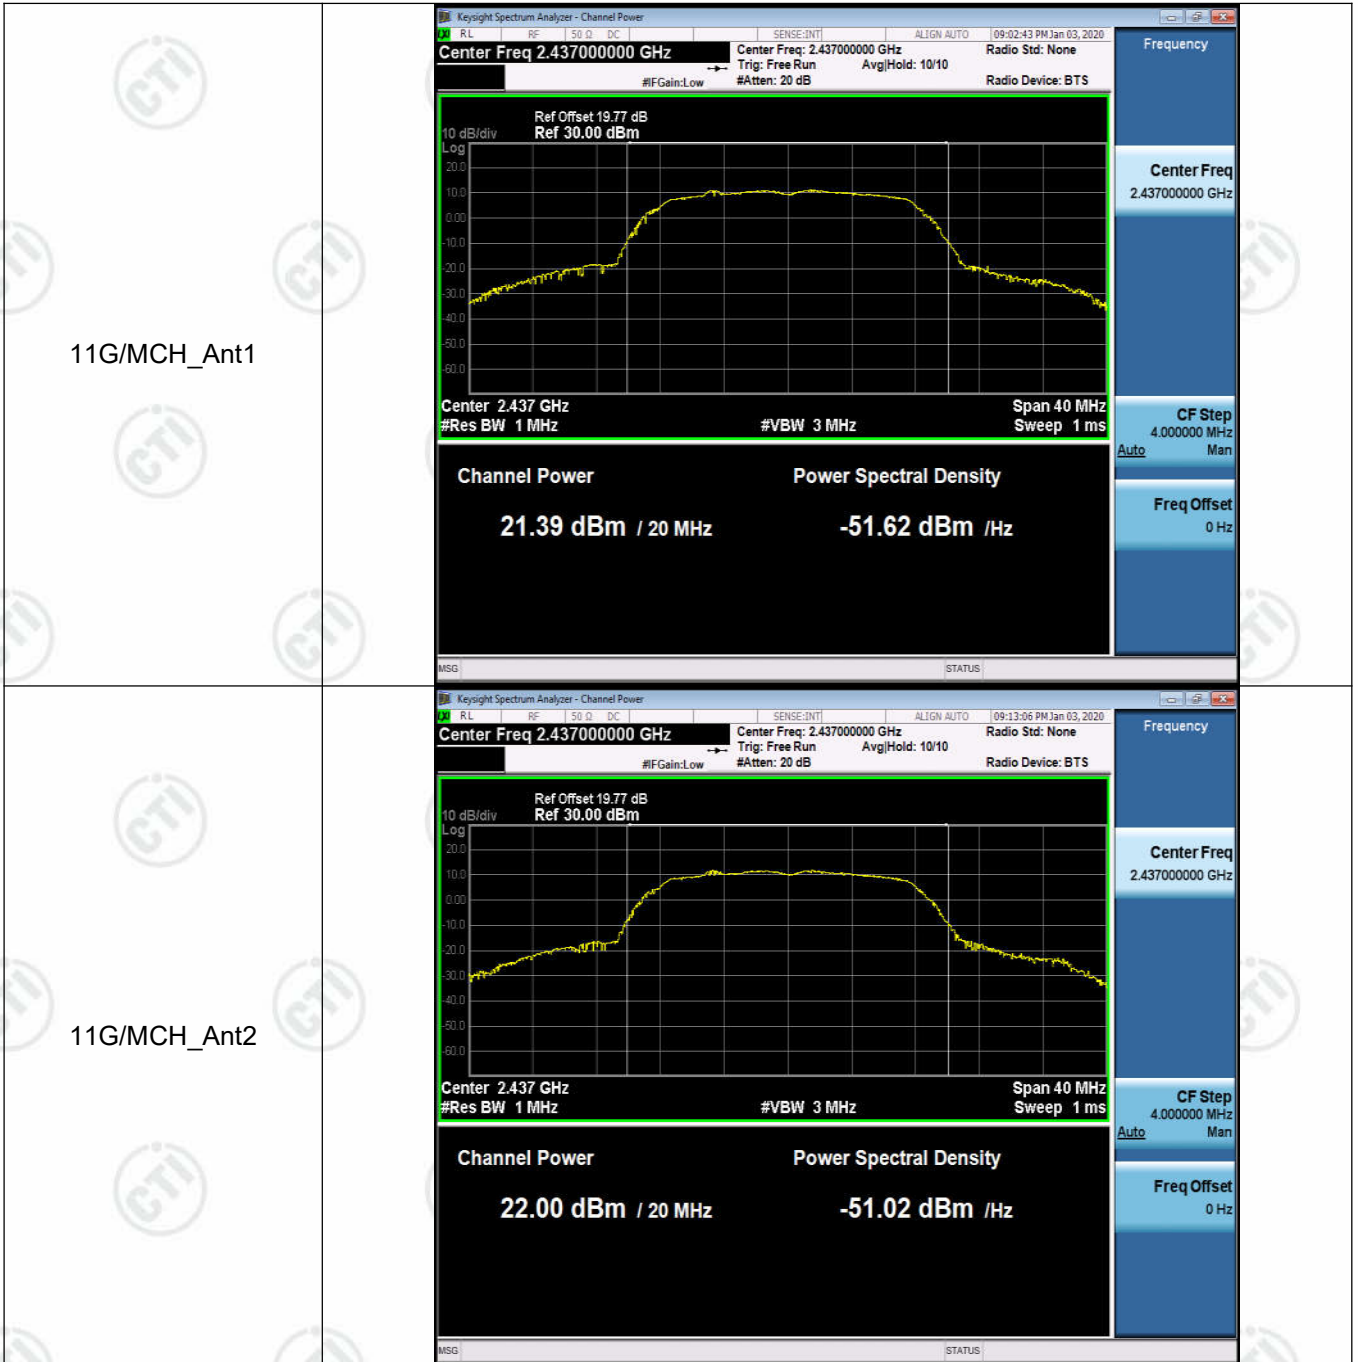 11G/MCH_Ant1
Keysight Spectrum Analyzer - Channel Power
RL RF 50 Ω DC SENSE:INT ALIGN AUTO 09:02:43 PM Jan 03, 2020
Center Freq 2.437000000 GHz
Center Freq: 2.437000000 GHz Radio Std: None
Trig: Free Run Avg|Hold: 10/10
#IFGain:Low #Atten: 20 dB Radio Device: BTS
Frequency
Ref Offset 19.77 dB
10 dB/div Ref 30.00 dBm
Log
20.0
10.0
0.00
-10.0
-20.0
-30.0
-40.0
-50.0
-60.0
Center 2.437 GHz Span 40 MHz
#Res BW 1 MHz #VBW 3 MHz Sweep 1 ms
Channel Power Power Spectral Density
21.39 dBm / 20 MHz -51.62 dBm /Hz
Center Freq
2.437000000 GHz
CF Step
4.000000 MHz
Auto Man
Freq Offset
0 Hz
MSG STATUS
11G/MCH_Ant2
Keysight Spectrum Analyzer - Channel Power
RL RF 50 Ω DC SENSE:INT ALIGN AUTO 09:13:06 PM Jan 03, 2020
Center Freq 2.437000000 GHz
Center Freq: 2.437000000 GHz Radio Std: None
Trig: Free Run Avg|Hold: 10/10
#IFGain:Low #Atten: 20 dB Radio Device: BTS
Frequency
Ref Offset 19.77 dB
10 dB/div Ref 30.00 dBm
Log
20.0
10.0
0.00
-10.0
-20.0
-30.0
-40.0
-50.0
-60.0
Center 2.437 GHz Span 40 MHz
#Res BW 1 MHz #VBW 3 MHz Sweep 1 ms
Channel Power Power Spectral Density
22.00 dBm / 20 MHz -51.02 dBm /Hz
Center Freq
2.437000000 GHz
CF Step
4.000000 MHz
Auto Man
Freq Offset
0 Hz
MSG STATUS